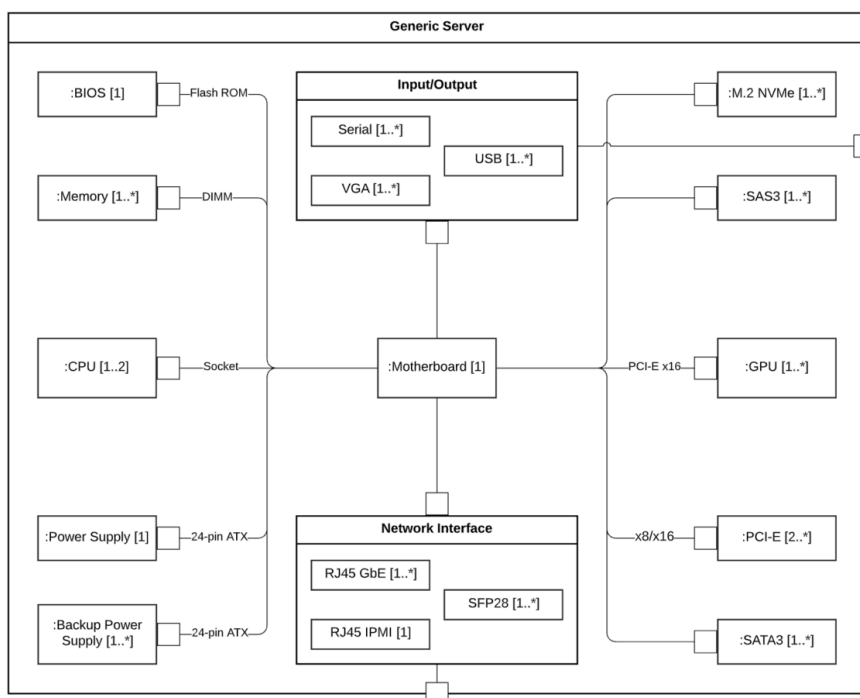 Generic Server
:BIOS [1]
Flash ROM
:Memory [1..*]
DIMM
:CPU [1..2]
Socket
:Power Supply [1]
24-pin ATX
:Backup Power
Supply [1..*]
24-pin ATX
Input/Output
Serial [1..*]
USB [1..*]
VGA [1..*]
:Motherboard [1]
Network Interface
RJ45 GbE [1..*]
SFP28 [1..*]
RJ45 IPMI [1]
:M.2 NVMe [1..*]
:SAS3 [1..*]
PCI-E x16
:GPU [1..*]
x8/x16
:PCI-E [2..*]
:SATA3 [1..*]